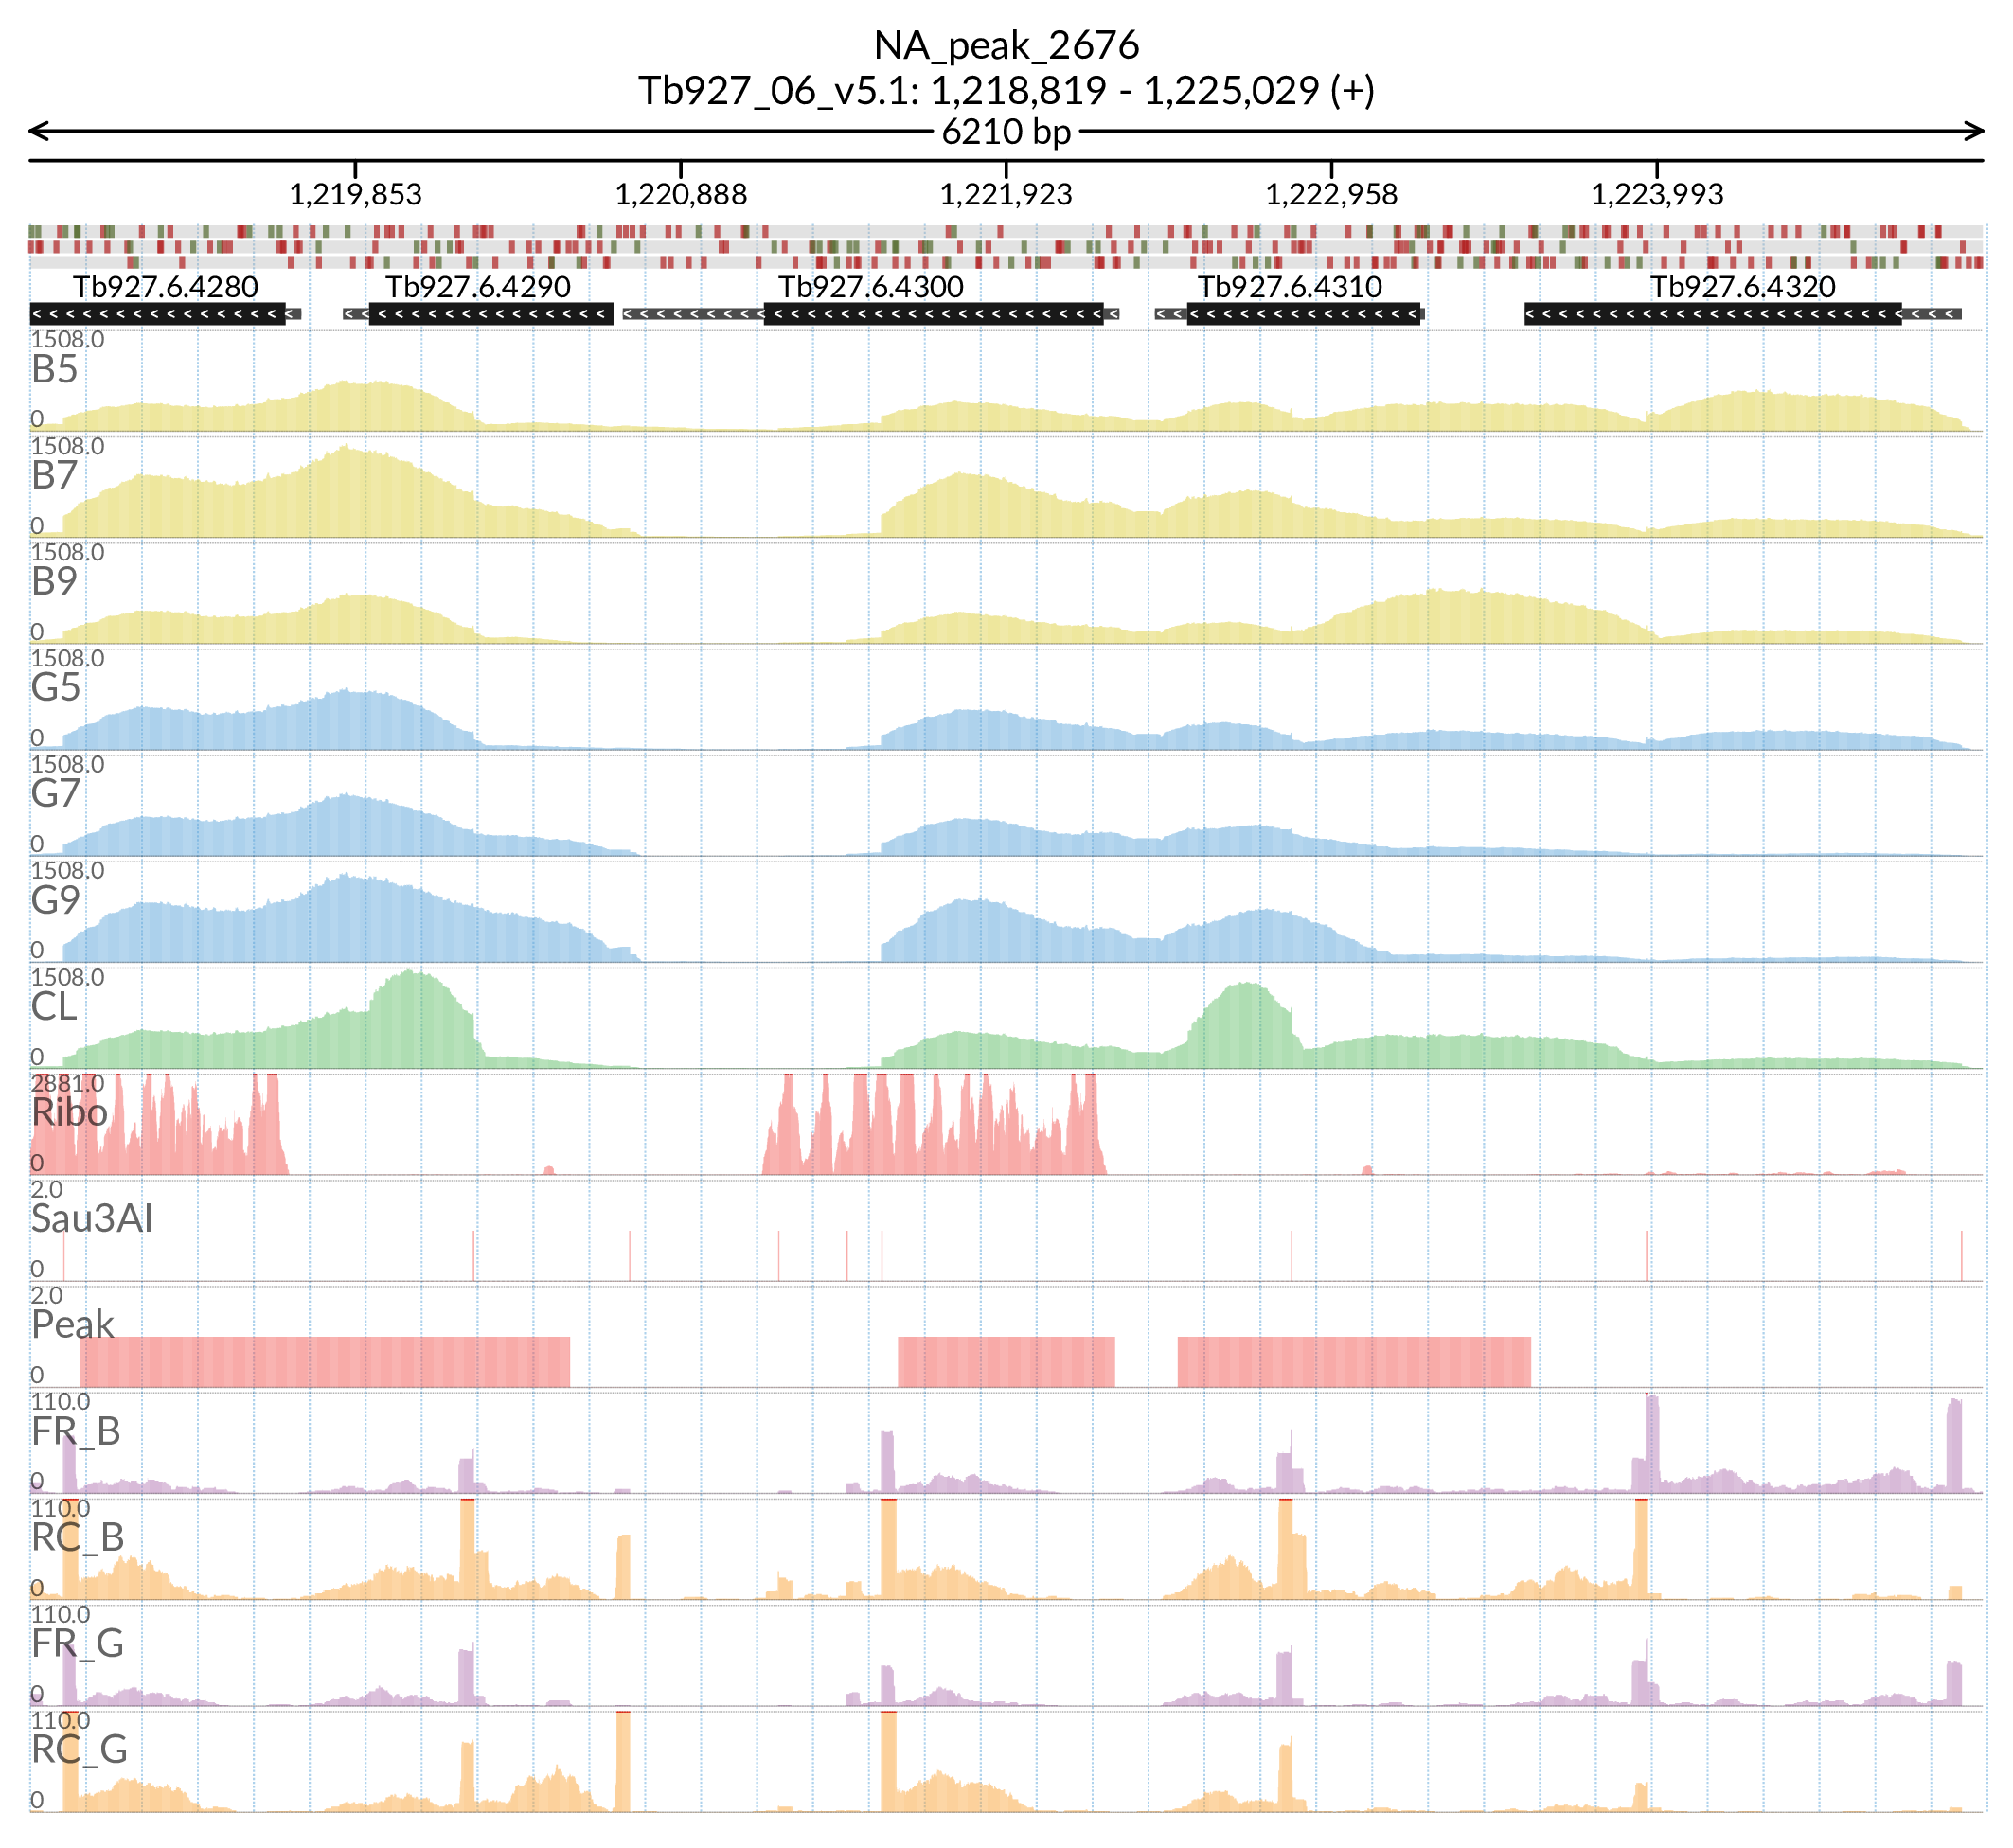 NA_peak_2676
Tb927_06_v5.1: 1,218,819 - 1,225,029 (+)
6210 bp
1,219,853 1,220,888 1,221,923 1,222,958 1,223,993
Tb927.6.4280 Tb927.6.4290 Tb927.6.4300 Tb927.6.4310 Tb927.6.4320
1508.0
B5
0
1508.0
B7
0
1508.0
B9
0
1508.0
G5
0
1508.0
G7
0
1508.0
G9
0
1508.0
CL
0
2881.0
Ribo
0
2.0
Sau3AI
0
2.0
Peak
0
110.0
FR_B
0
110.0
RC_B
0
110.0
FR_G
0
110.0
RC_G
0